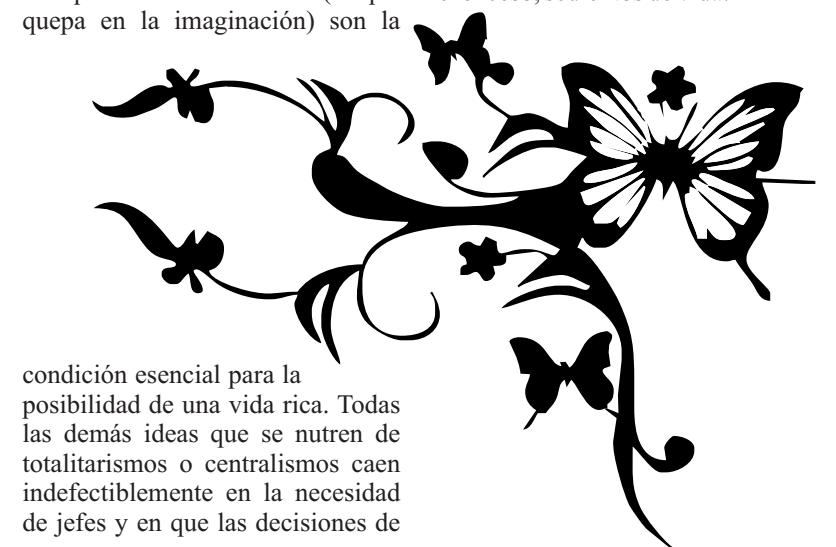 quepa en la imaginación) son la
condición esencial para la
posibilidad de una vida rica. Todas
las demás ideas que se nutren de
totalitarismos o centralismos caen
indefectiblemente en la necesidad
de jefes y en que las decisiones de